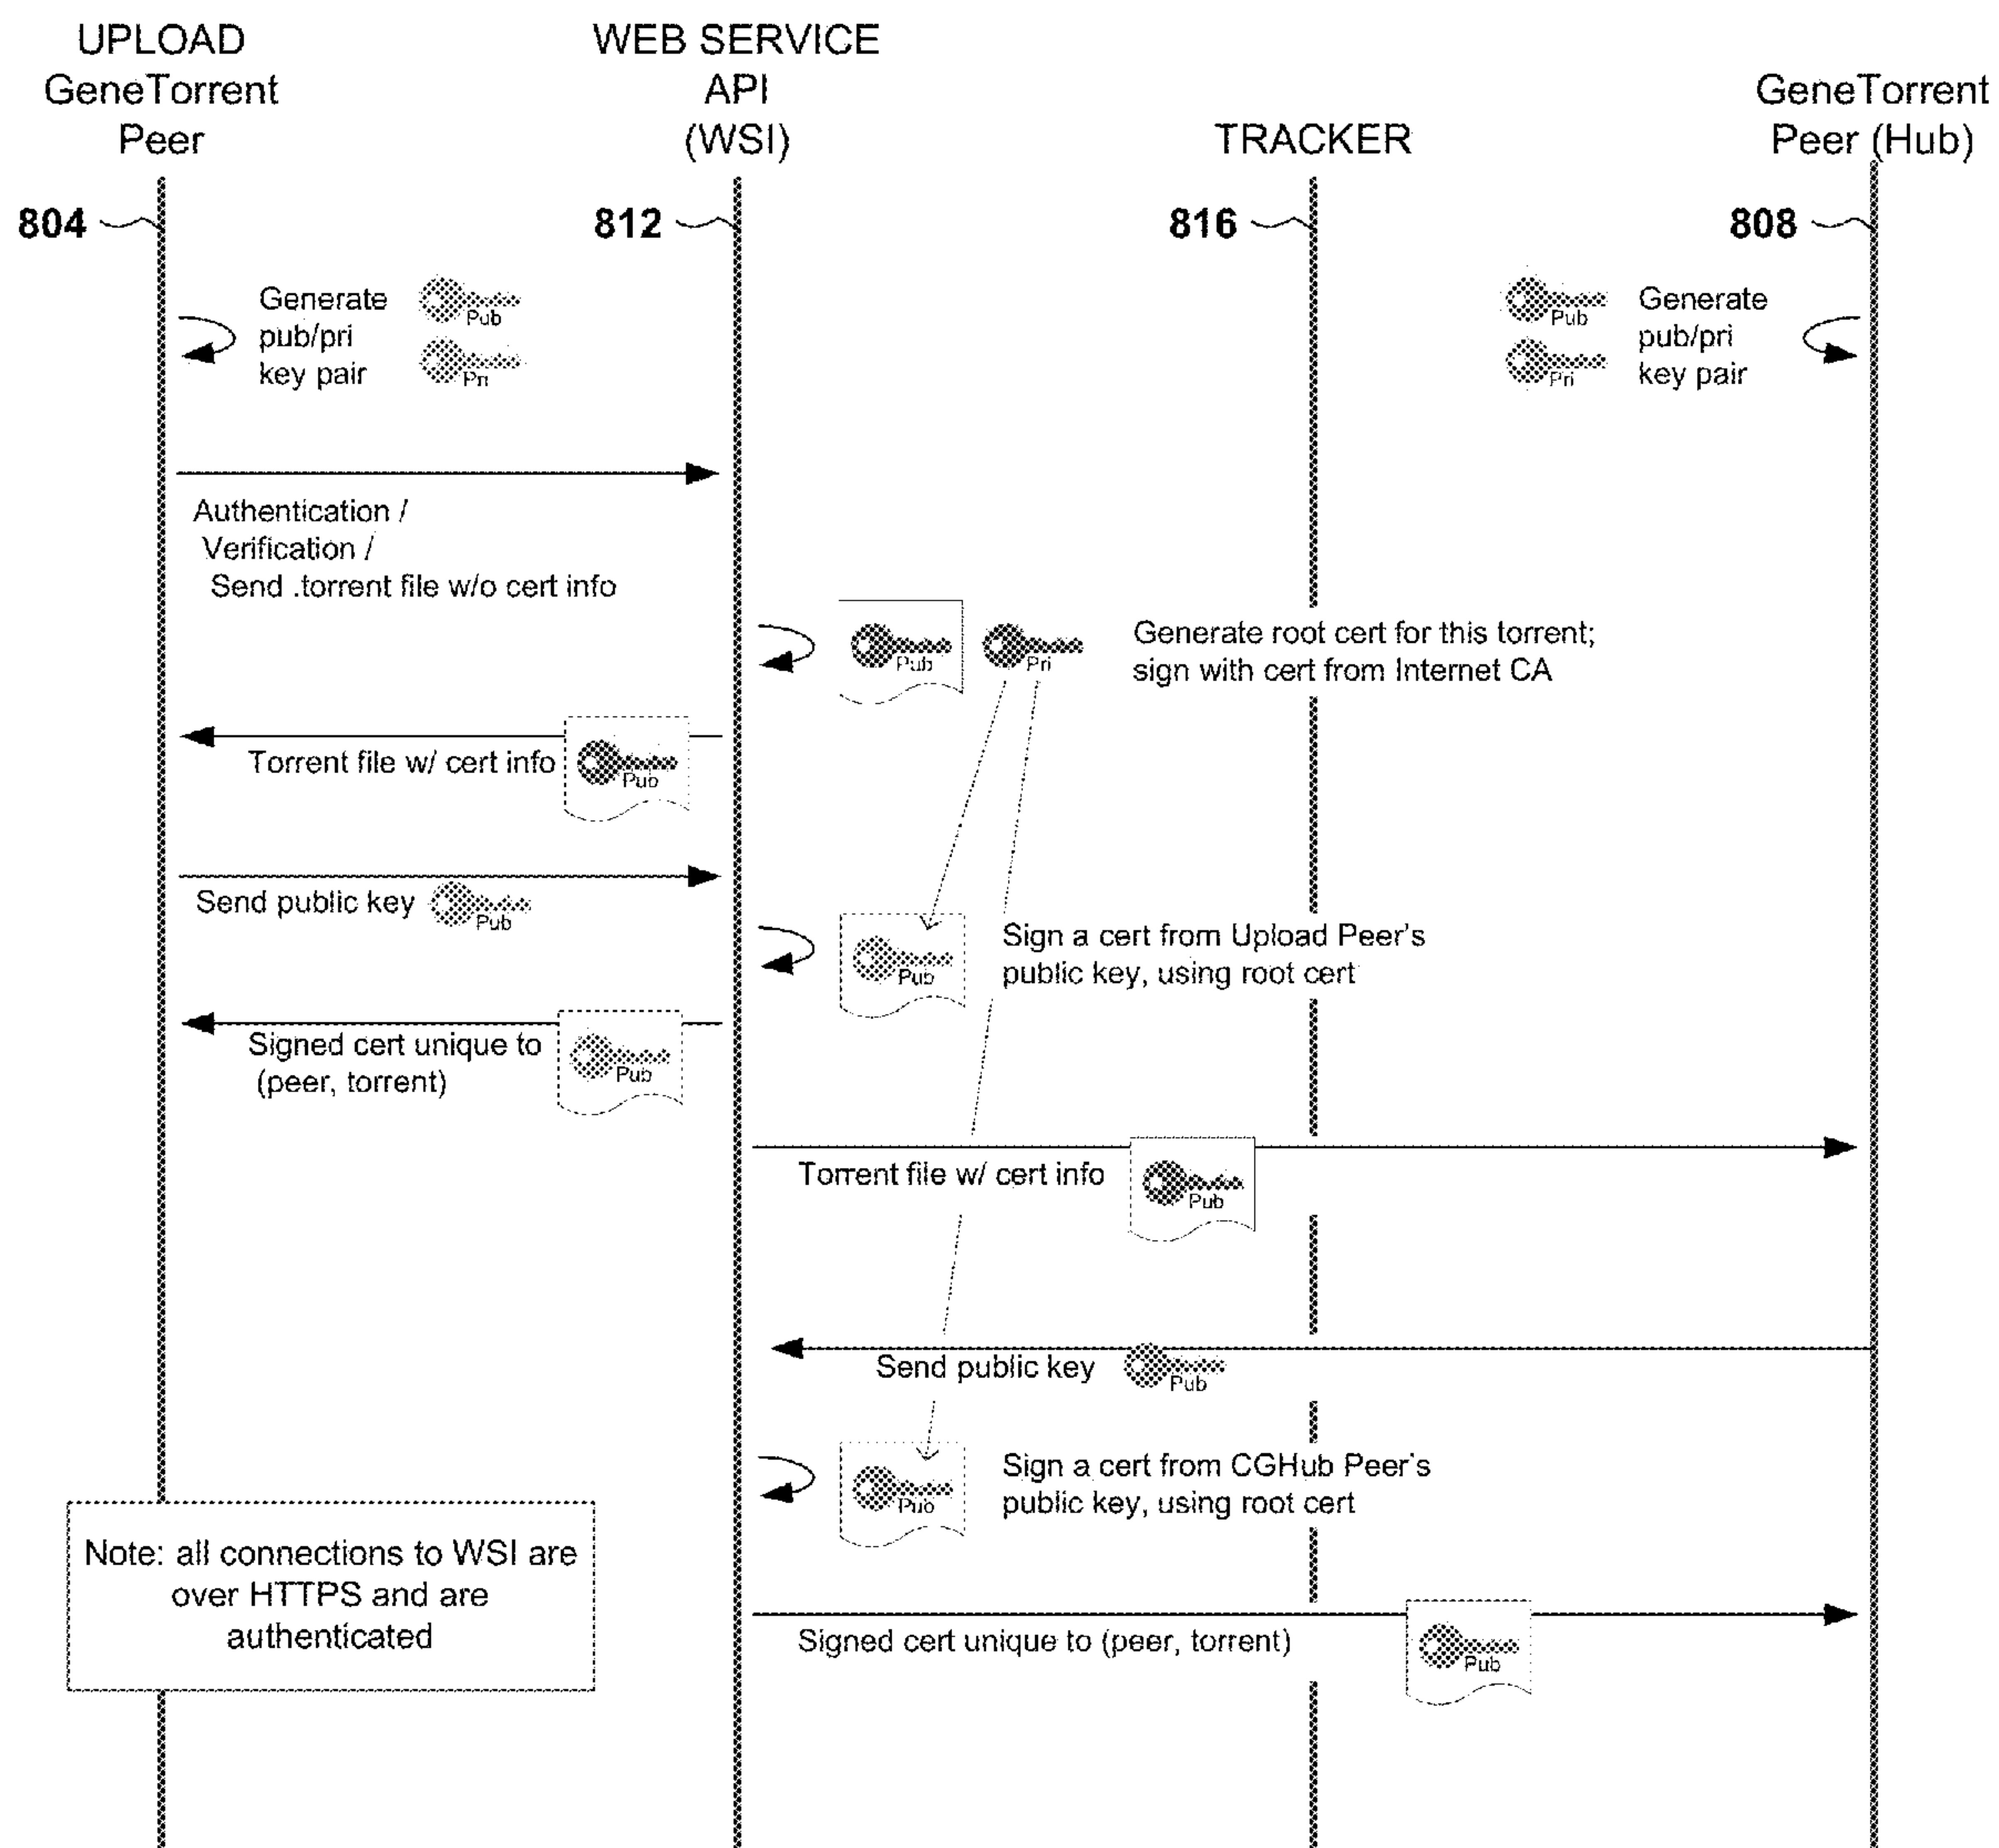 UPLOAD
GeneTorrent
Peer
WEB SERVICE
API
(WSI)
TRACKER
GeneTorrent
Peer (Hub)
804
812
816
808
Generate
pub/pri
key pair
Pub
Pri
Pub
Pri
Generate
pub/pri
key pair
Authentication /
Verification /
Send .torrent file w/o cert info
Pub
Pri
Generate root cert for this torrent;
sign with cert from Internet CA
Torrent file w/ cert info
Pub
Send public key
Pub
Pub
Sign a cert from Upload Peer's
public key, using root cert
Signed cert unique to
(peer, torrent)
Pub
Torrent file w/ cert info
Pub
Send public key
Pub
Pub
Sign a cert from CGHub Peer's
public key, using root cert
Note: all connections to WSI are
over HTTPS and are
authenticated
Signed cert unique to (peer, torrent)
Pub